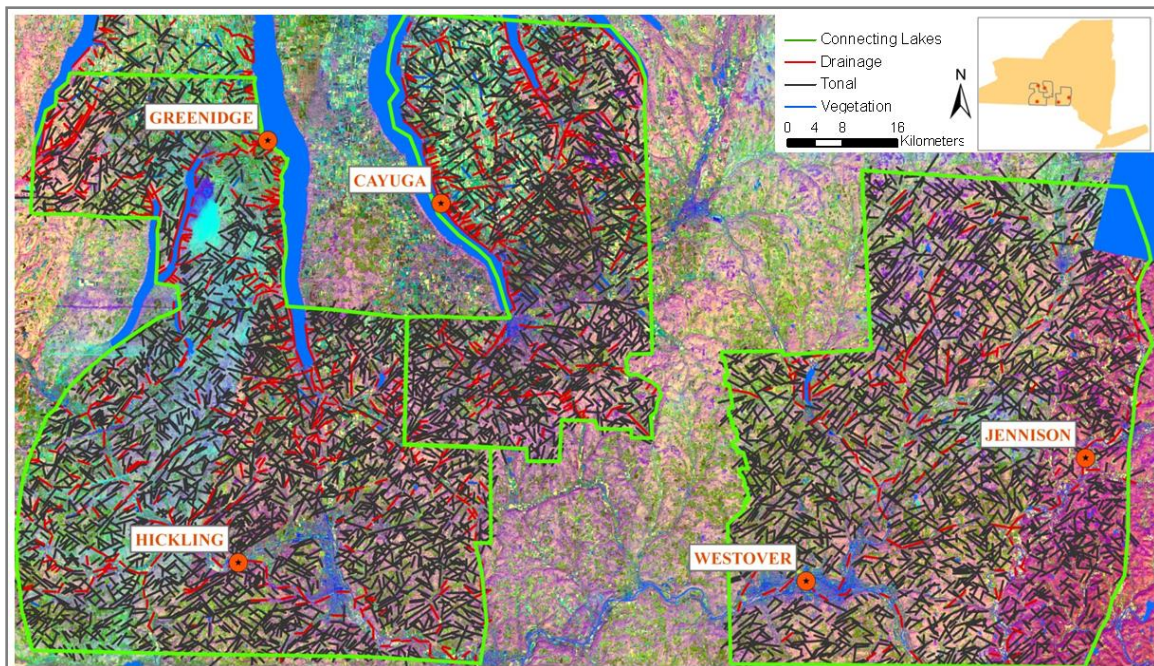 Connecting Lakes
Drainage
Tonal
Vegetation
N
0 4 8 16
Kilometers
GREENIDGE
CAYUGA
JENNISON
HICKLING
WESTOVER